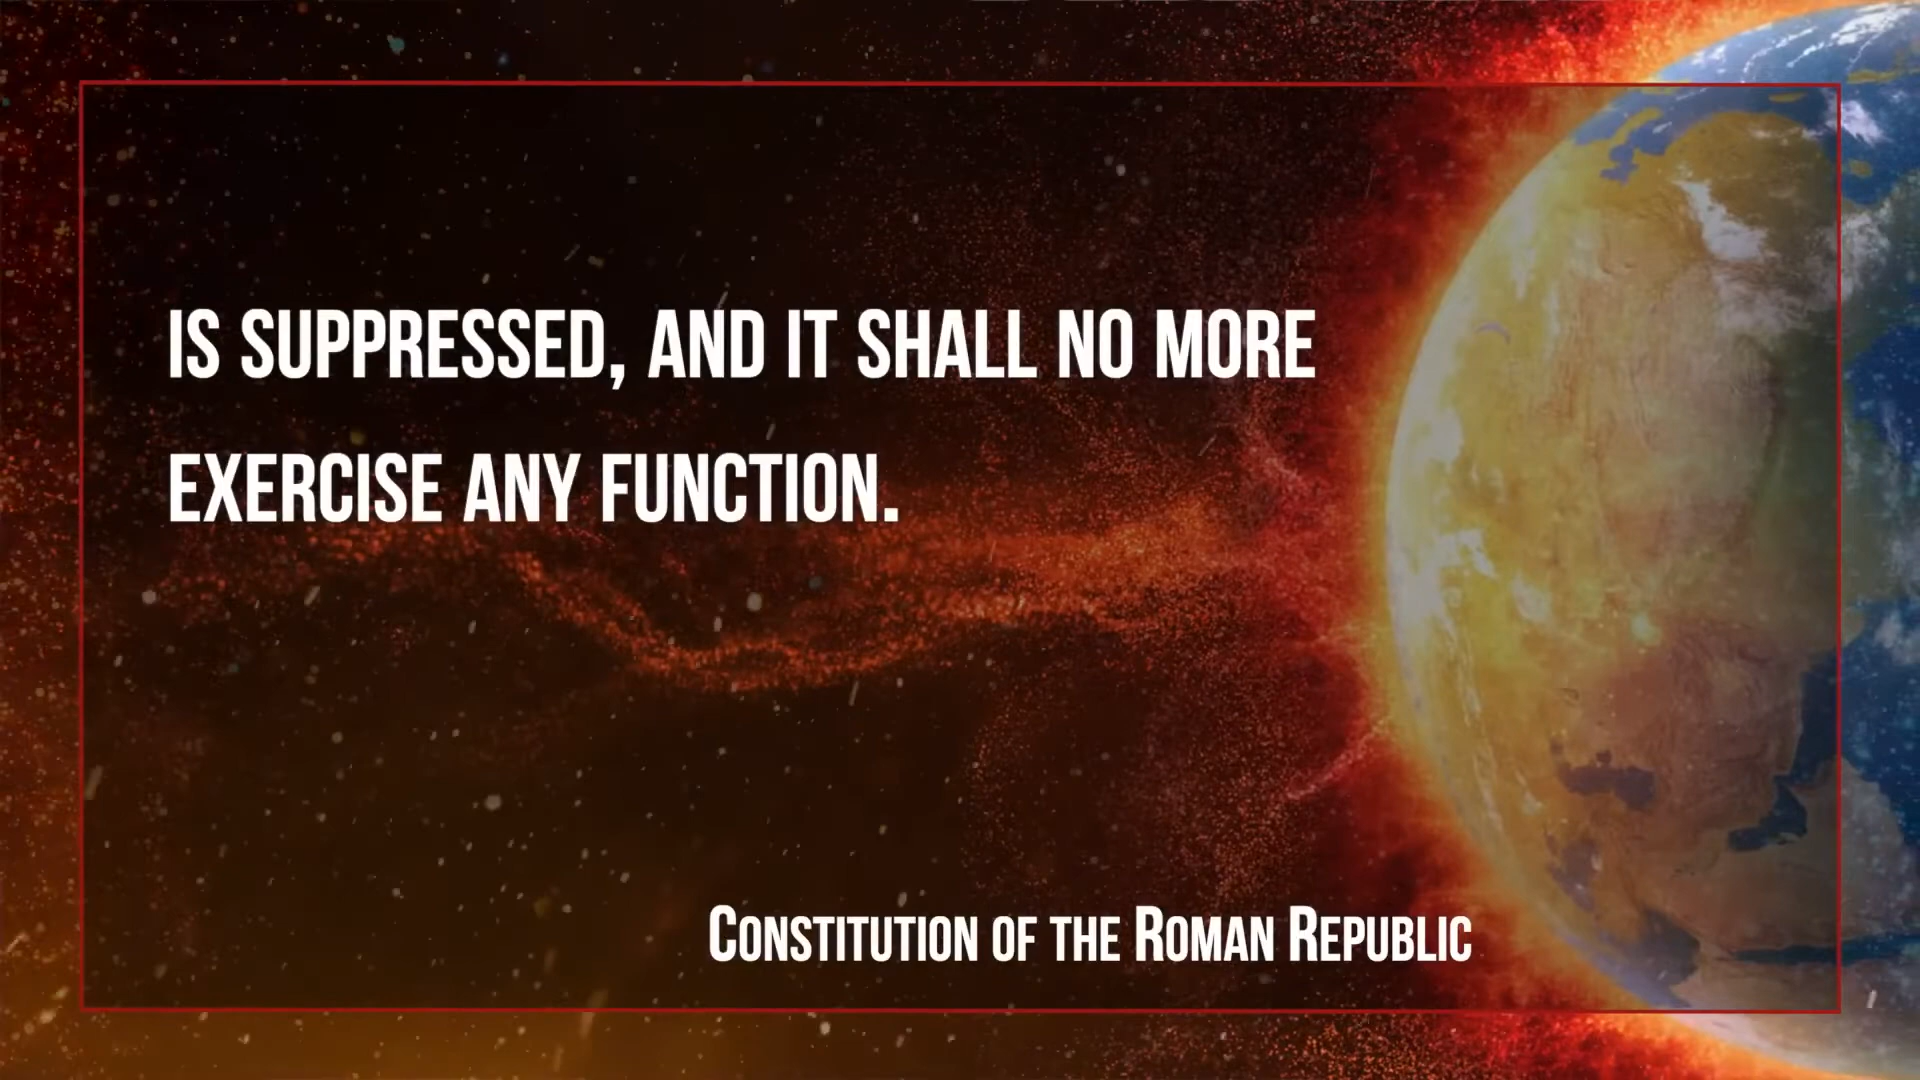 IS SUPPRESSED, AND IT SHALL NO MORE
EXERCISE ANY FUNCTION.
CONSTITUTION OF THE ROMAN REPUBLIC